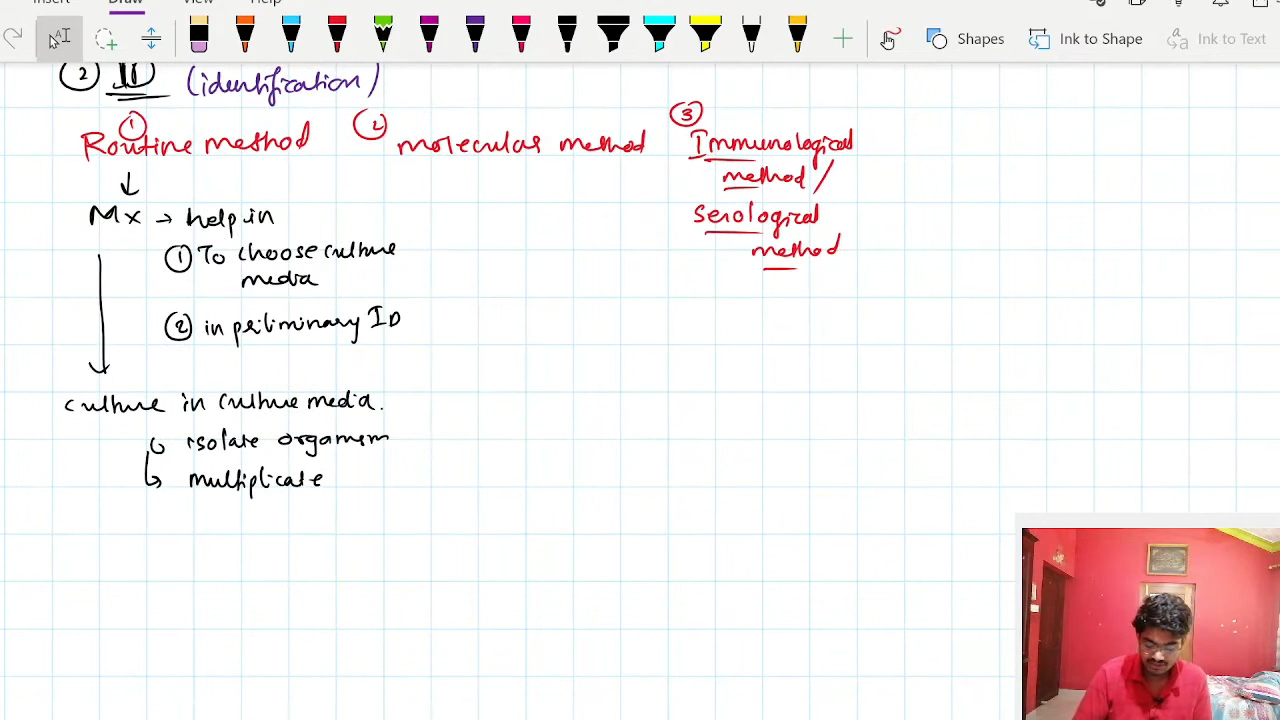 Insert Draw View Help
Shapes Ink to Shape Ink to Text
② ID (identification)
① ② ③
Routine method molecular method Immunological
method /
Serological
method
Mx → help in
① To choose culture
media
② in priliminary ID
culture in culture media.
isolate organism
multiplicate